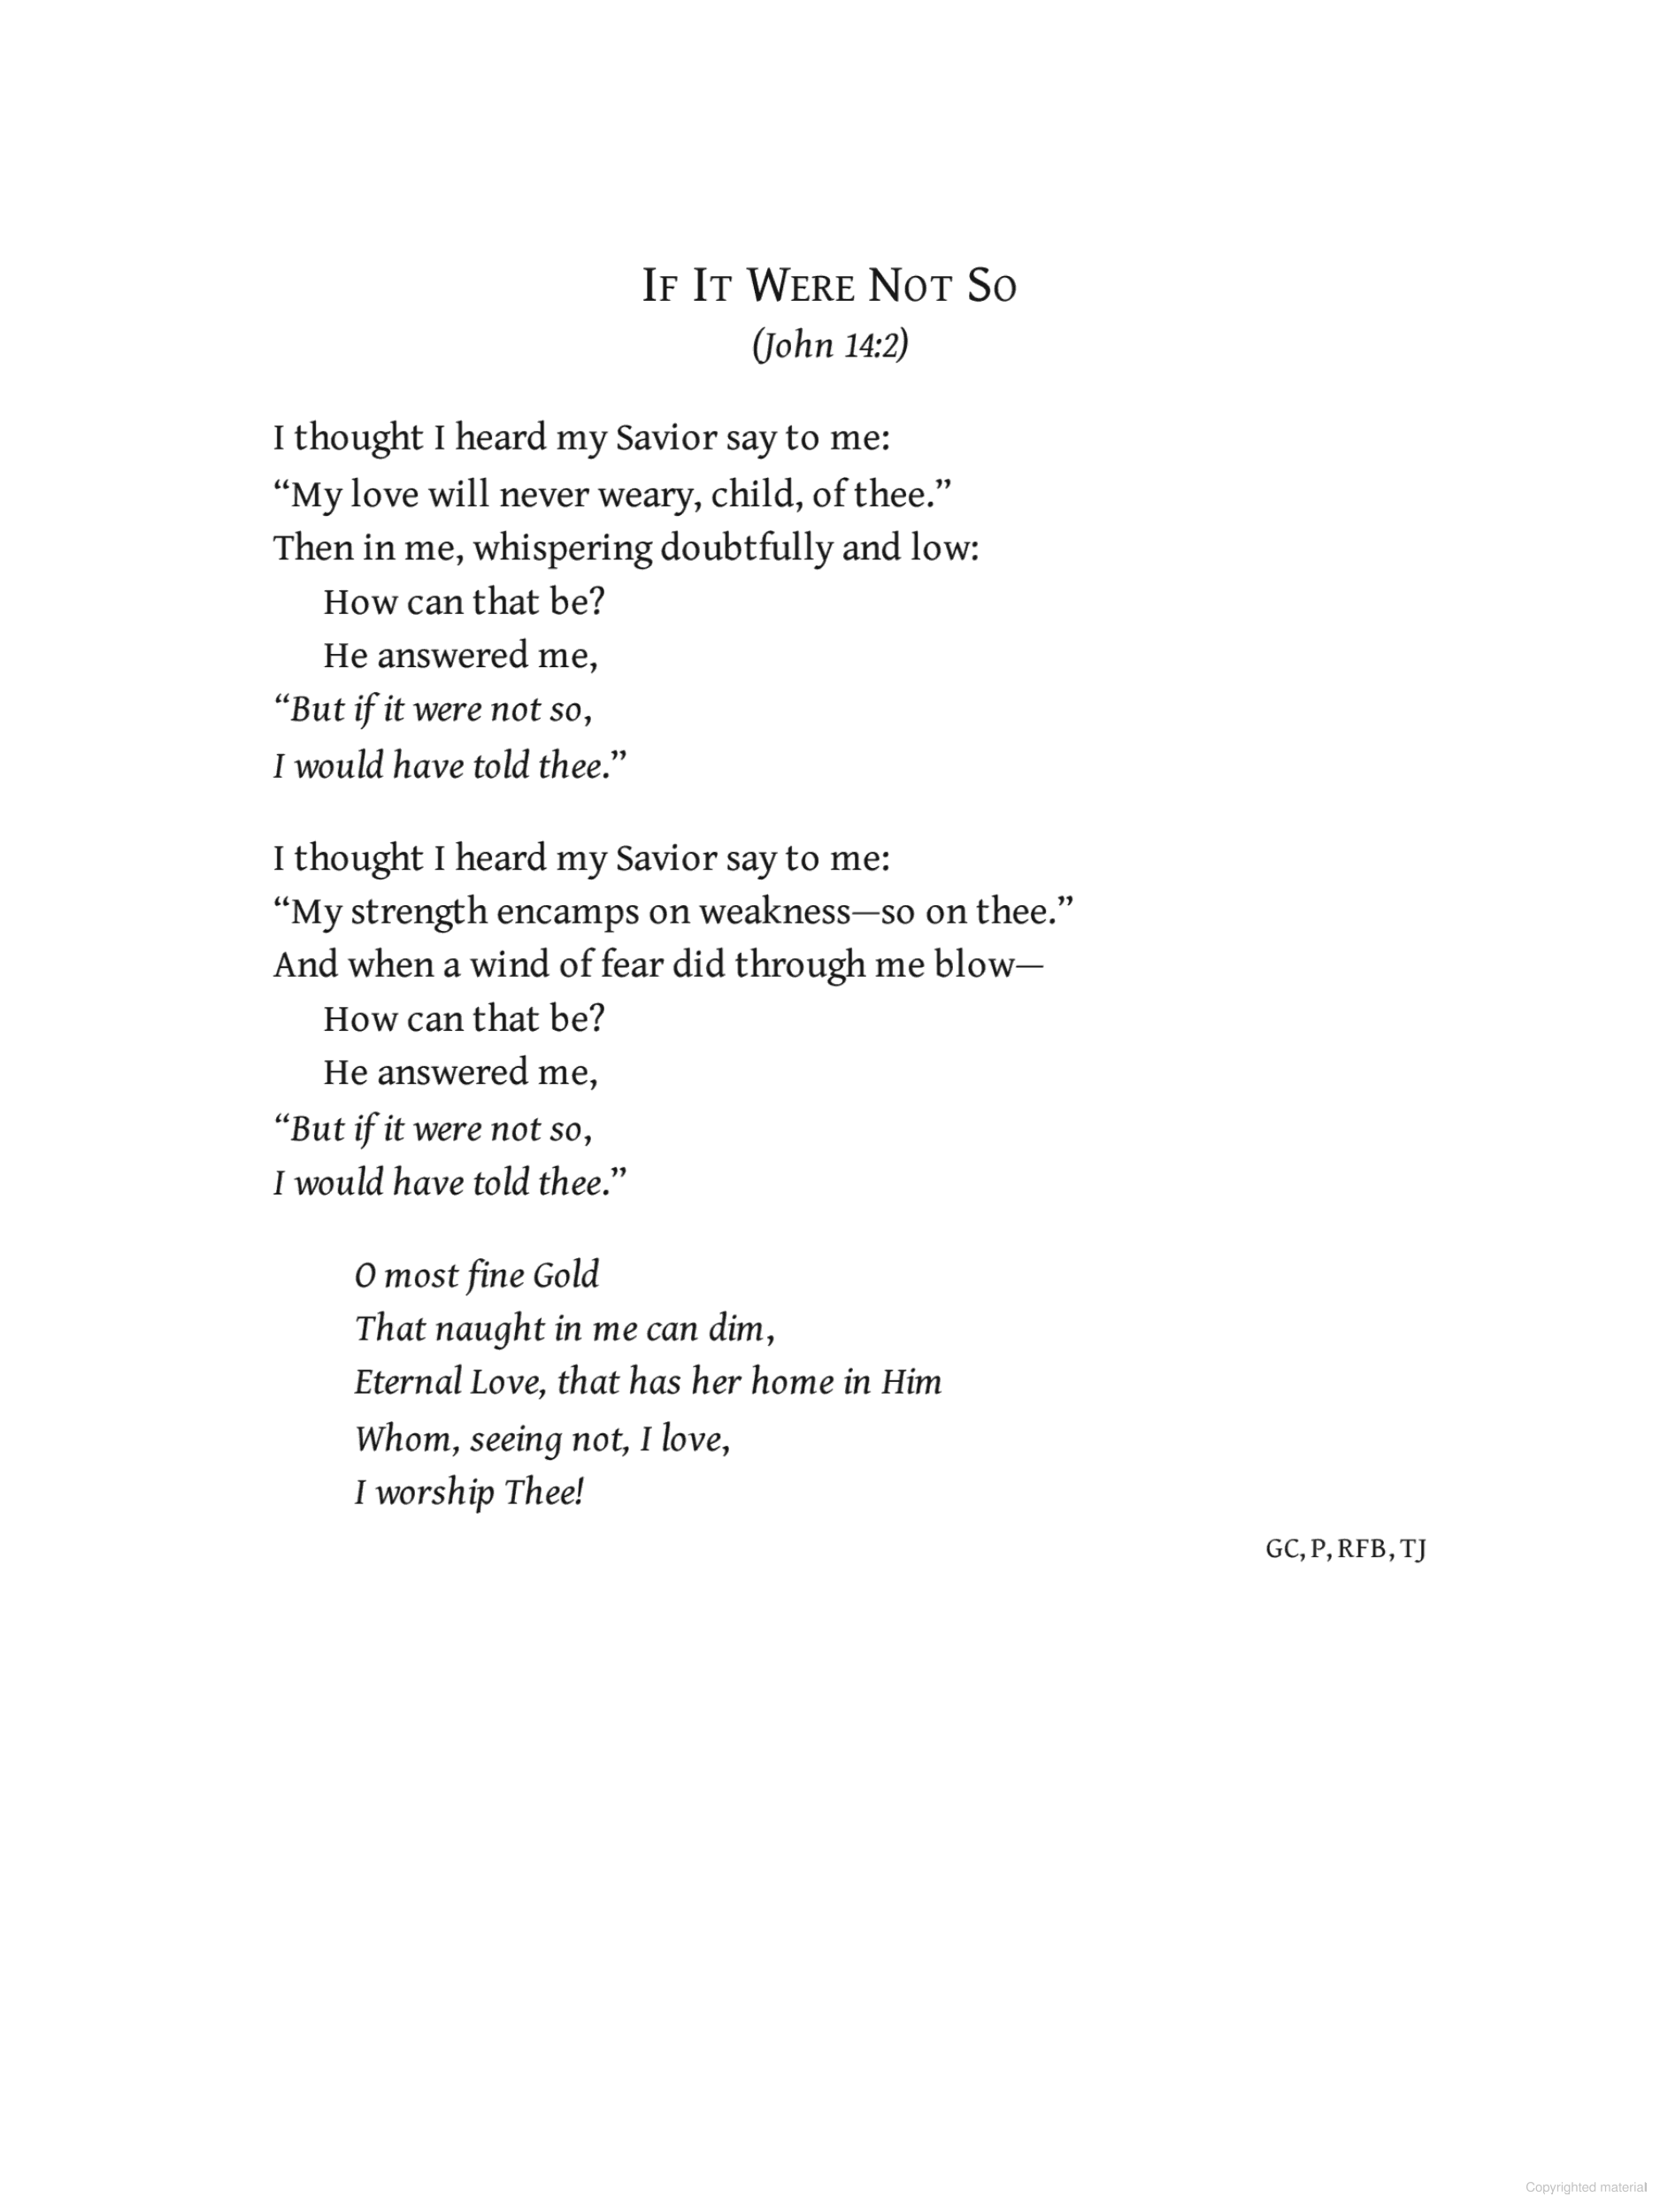 If It Were Not So
(John 14:2)
I thought I heard my Savior say to me:
“My love will never weary, child, of thee.”
Then in me, whispering doubtfully and low:
How can that be?
He answered me,
“But if it were not so,
I would have told thee.”
I thought I heard my Savior say to me:
“My strength encamps on weakness—so on thee.”
And when a wind of fear did through me blow—
How can that be?
He answered me,
“But if it were not so,
I would have told thee.”
O most fine Gold
That naught in me can dim,
Eternal Love, that has her home in Him
Whom, seeing not, I love,
I worship Thee!
GC, P, RFB, TJ
Copyrighted material